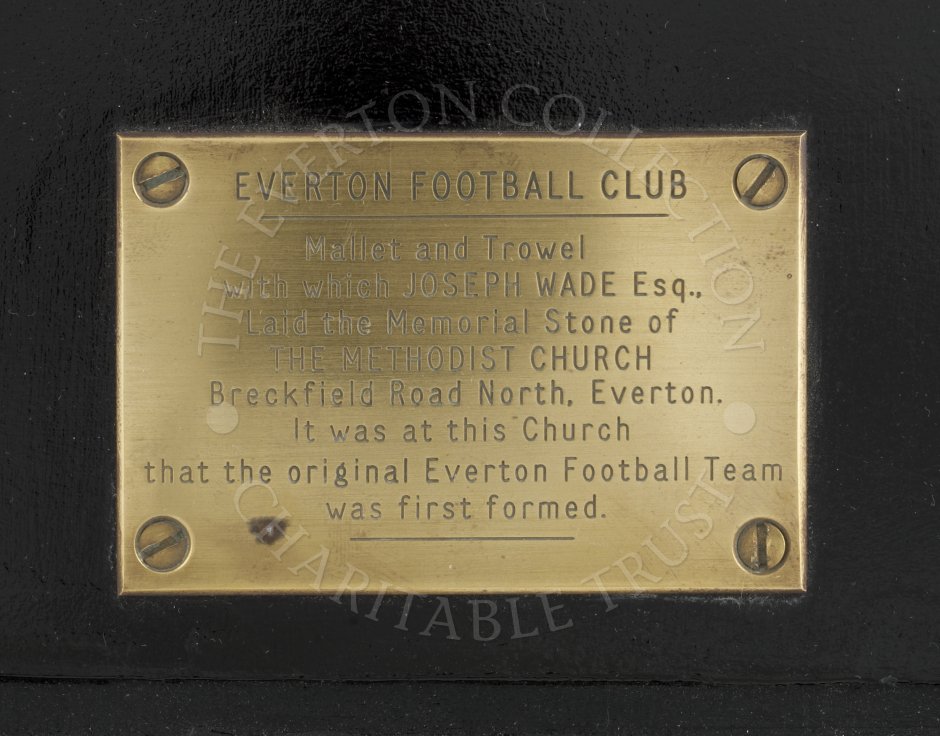 EVERTON FOOTBALL CLUB
Mallet and Trowel
with which JOSEPH WADE Esq.,
Laid the Memorial Stone of
THE METHODIST CHURCH
Breckfield Road North, Everton.
It was at this Church
that the original Everton Football Team
was first formed.
THE EVERTON COLLECTION
CHARITABLE TRUST